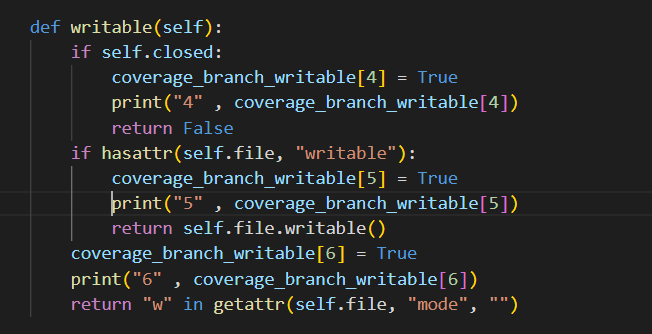 def writable(self):
    if self.closed:
        coverage_branch_writable[4] = True
        print("4" , coverage_branch_writable[4])
        return False
    if hasattr(self.file, "writable"):
        coverage_branch_writable[5] = True
        print("5" , coverage_branch_writable[5])
        return self.file.writable()
    coverage_branch_writable[6] = True
    print("6" , coverage_branch_writable[6])
    return "w" in getattr(self.file, "mode", "")